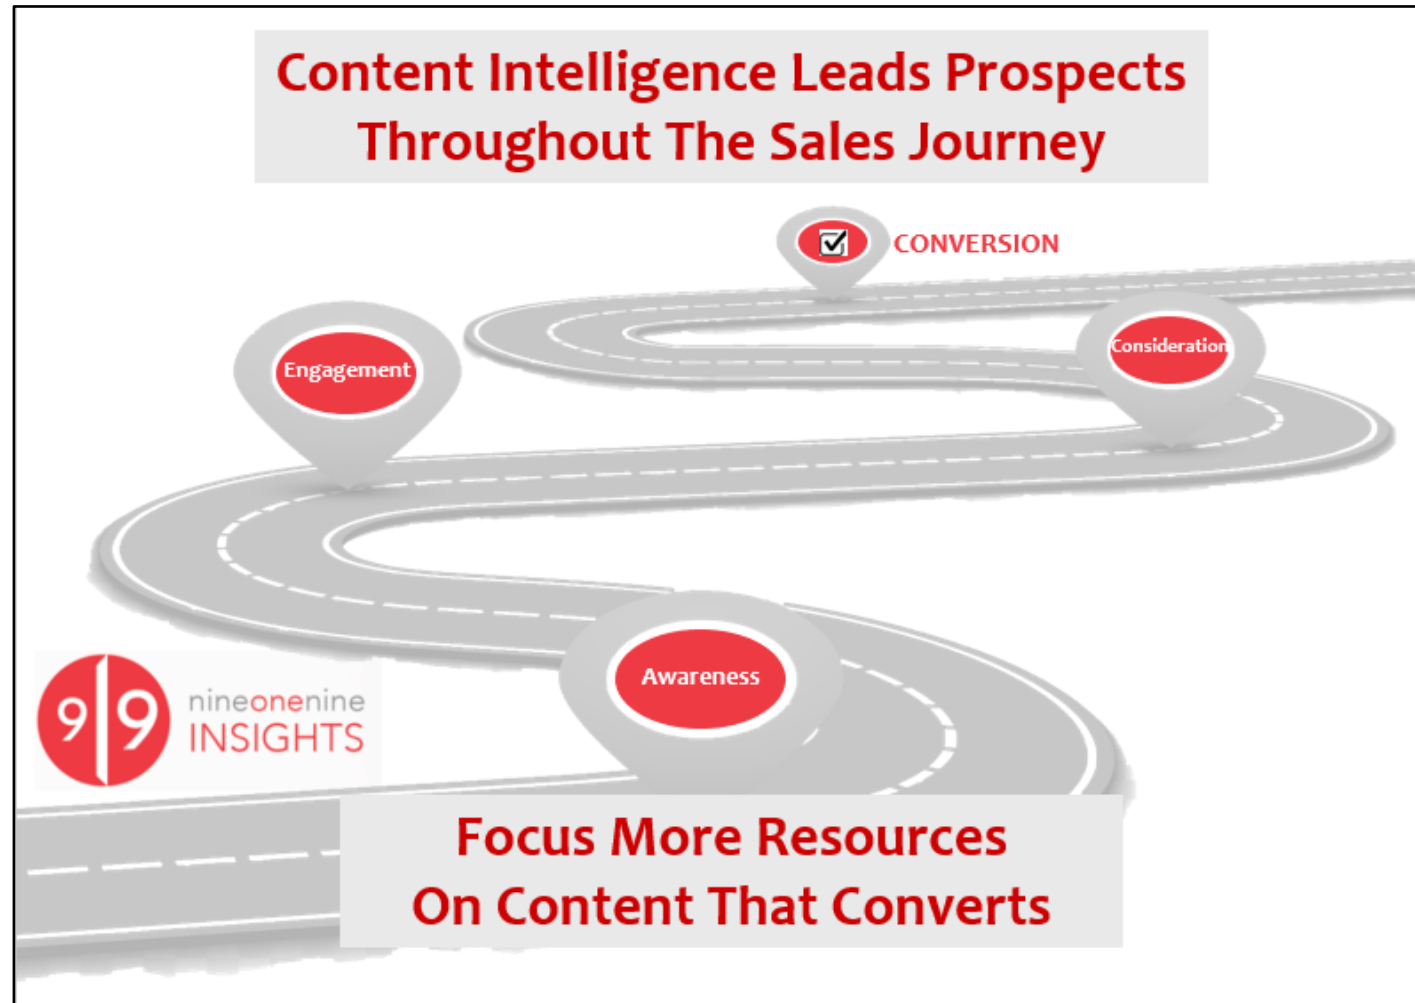 Content Intelligence Leads Prospects
Throughout The Sales Journey
CONVERSION
Engagement
Consideration
Awareness
9|9
nineonenine
INSIGHTS
Focus More Resources
On Content That Converts